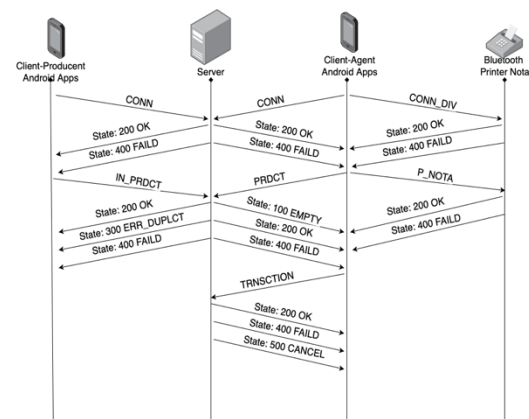 Client-Producent
Android Apps
Server
Client-Agent
Android Apps
Bluetooth
Printer Nota
CONN
CONN
CONN_DIV
State: 200 OK
State: 400 FAILD
State: 200 OK
State: 400 FAILD
State: 200 OK
State: 400 FAILD
IN_PRDCT
PRDCT
P_NOTA
State: 200 OK
State: 300 ERR_DUPLCT
State: 400 FAILD
State: 100 EMPTY
State: 200 OK
State: 400 FAILD
State: 200 OK
State: 400 FAILD
TRNSCTION
State: 200 OK
State: 400 FAILD
State: 500 CANCEL